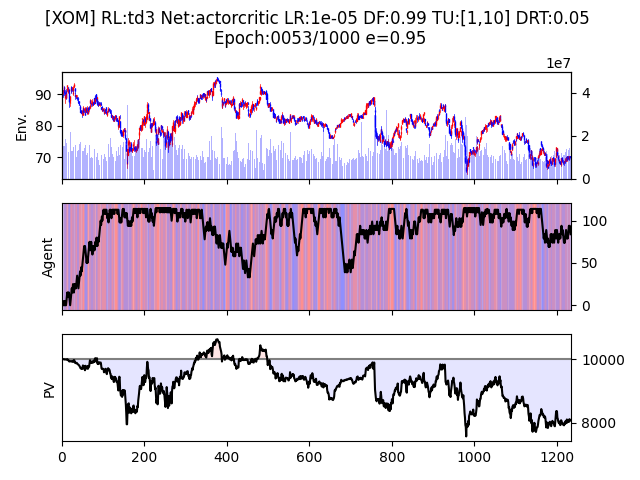 [XOM] RL:td3 Net:actorcritic LR:1e-05 DF:0.99 TU:[1,10] DRT:0.05
Epoch:0053/1000 e=0.95
1e7
Env.
90
80
70
4
2
0
Agent
100
50
0
PV
10000
8000
0 200 400 600 800 1000 1200